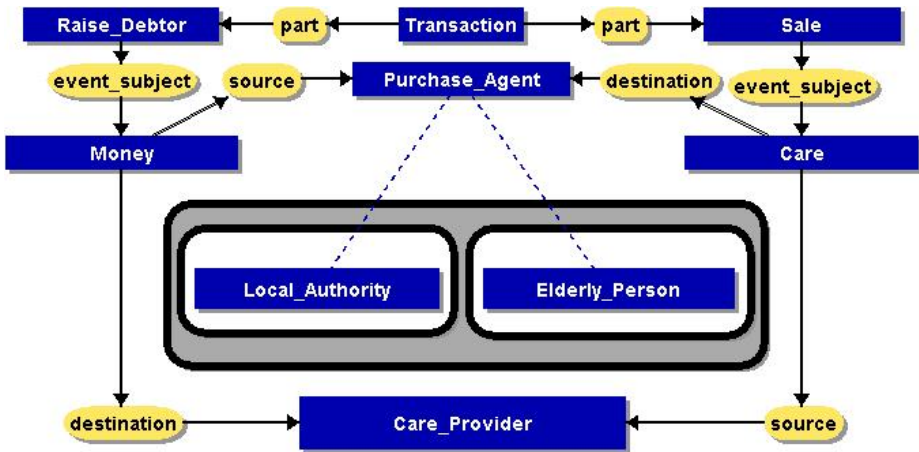 Raise_Debtor
part
Transaction
part
Sale
event_subject
source
Purchase_Agent
destination
event_subject
Money
Care
Local_Authority
Elderly_Person
destination
Care_Provider
source